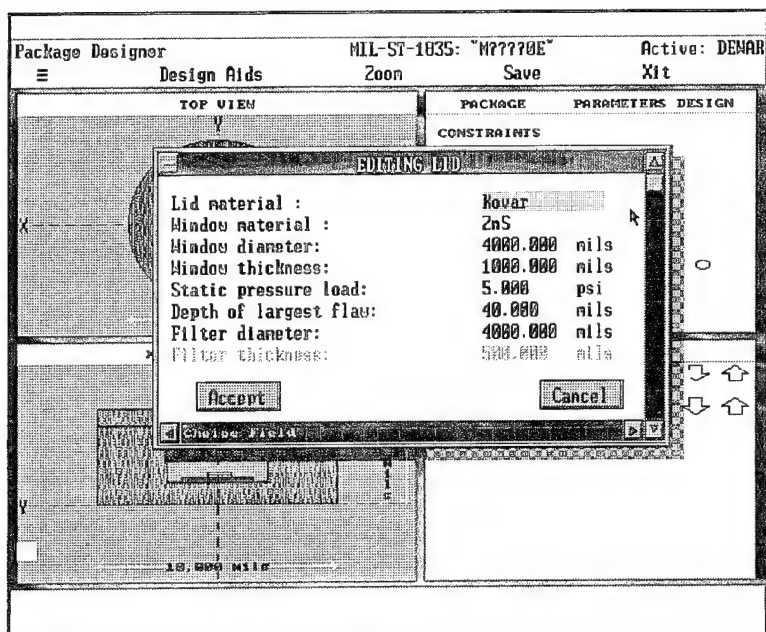 Package Designer MIL-ST-1835: "M????0E" Active: DENAR
≡ Design Aids Zoom Save Xit
TOP VIEW
PACKAGE PARAMETERS DESIGN
CONSTRAINTS
Y
X
EDITING LID
Lid material : Kovar
Window material : ZnS
Window diameter: 4000.000 mils
Window thickness: 1000.000 mils
Static pressure load: 5.000 psi
Depth of largest flaw: 40.000 mils
Filter diameter: 4000.000 mils
Filter thickness: 500.000 mils
Accept Cancel
Choice Field
Y
10,000 Mils